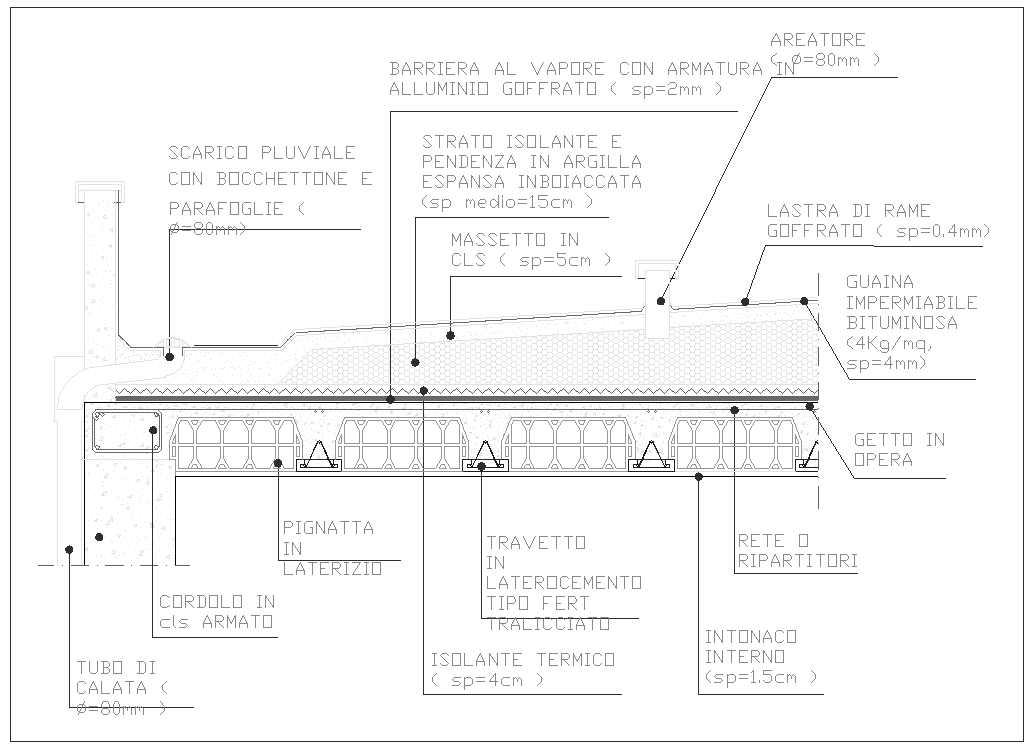 AREATORE
( Ø=80mm )
BARRIERA AL VAPORE CON ARMATURA IN
ALLUMINIO GOFFRATO ( sp=2mm )
SCARICO PLUVIALE
CON BOCCHETTONE E
PARAFOGLIE (
Ø=80mm)
STRATO ISOLANTE E
PENDENZA IN ARGILLA
ESPANSA INBOIACCATA
(sp medio=15cm )
MASSETTO IN
CLS ( sp=5cm )
LASTRA DI RAME
GOFFRATO ( sp=0.4mm)
GUAINA
IMPERMIABILE
BITUMINOSA
(4Kg/mq,
sp=4mm)
GETTO IN
OPERA
PIGNATTA
IN
LATERIZIO
TRAVETTO
IN
LATEROCEMENTO
TIPO FERT
TRALICCIATO
RETE O
RIPARTITORI
CORDOLO IN
cls ARMATO
INTONACO
INTERNO
(sp=1.5cm )
ISOLANTE TERMICO
( sp=4cm )
TUBO DI
CALATA (
Ø=80mm )